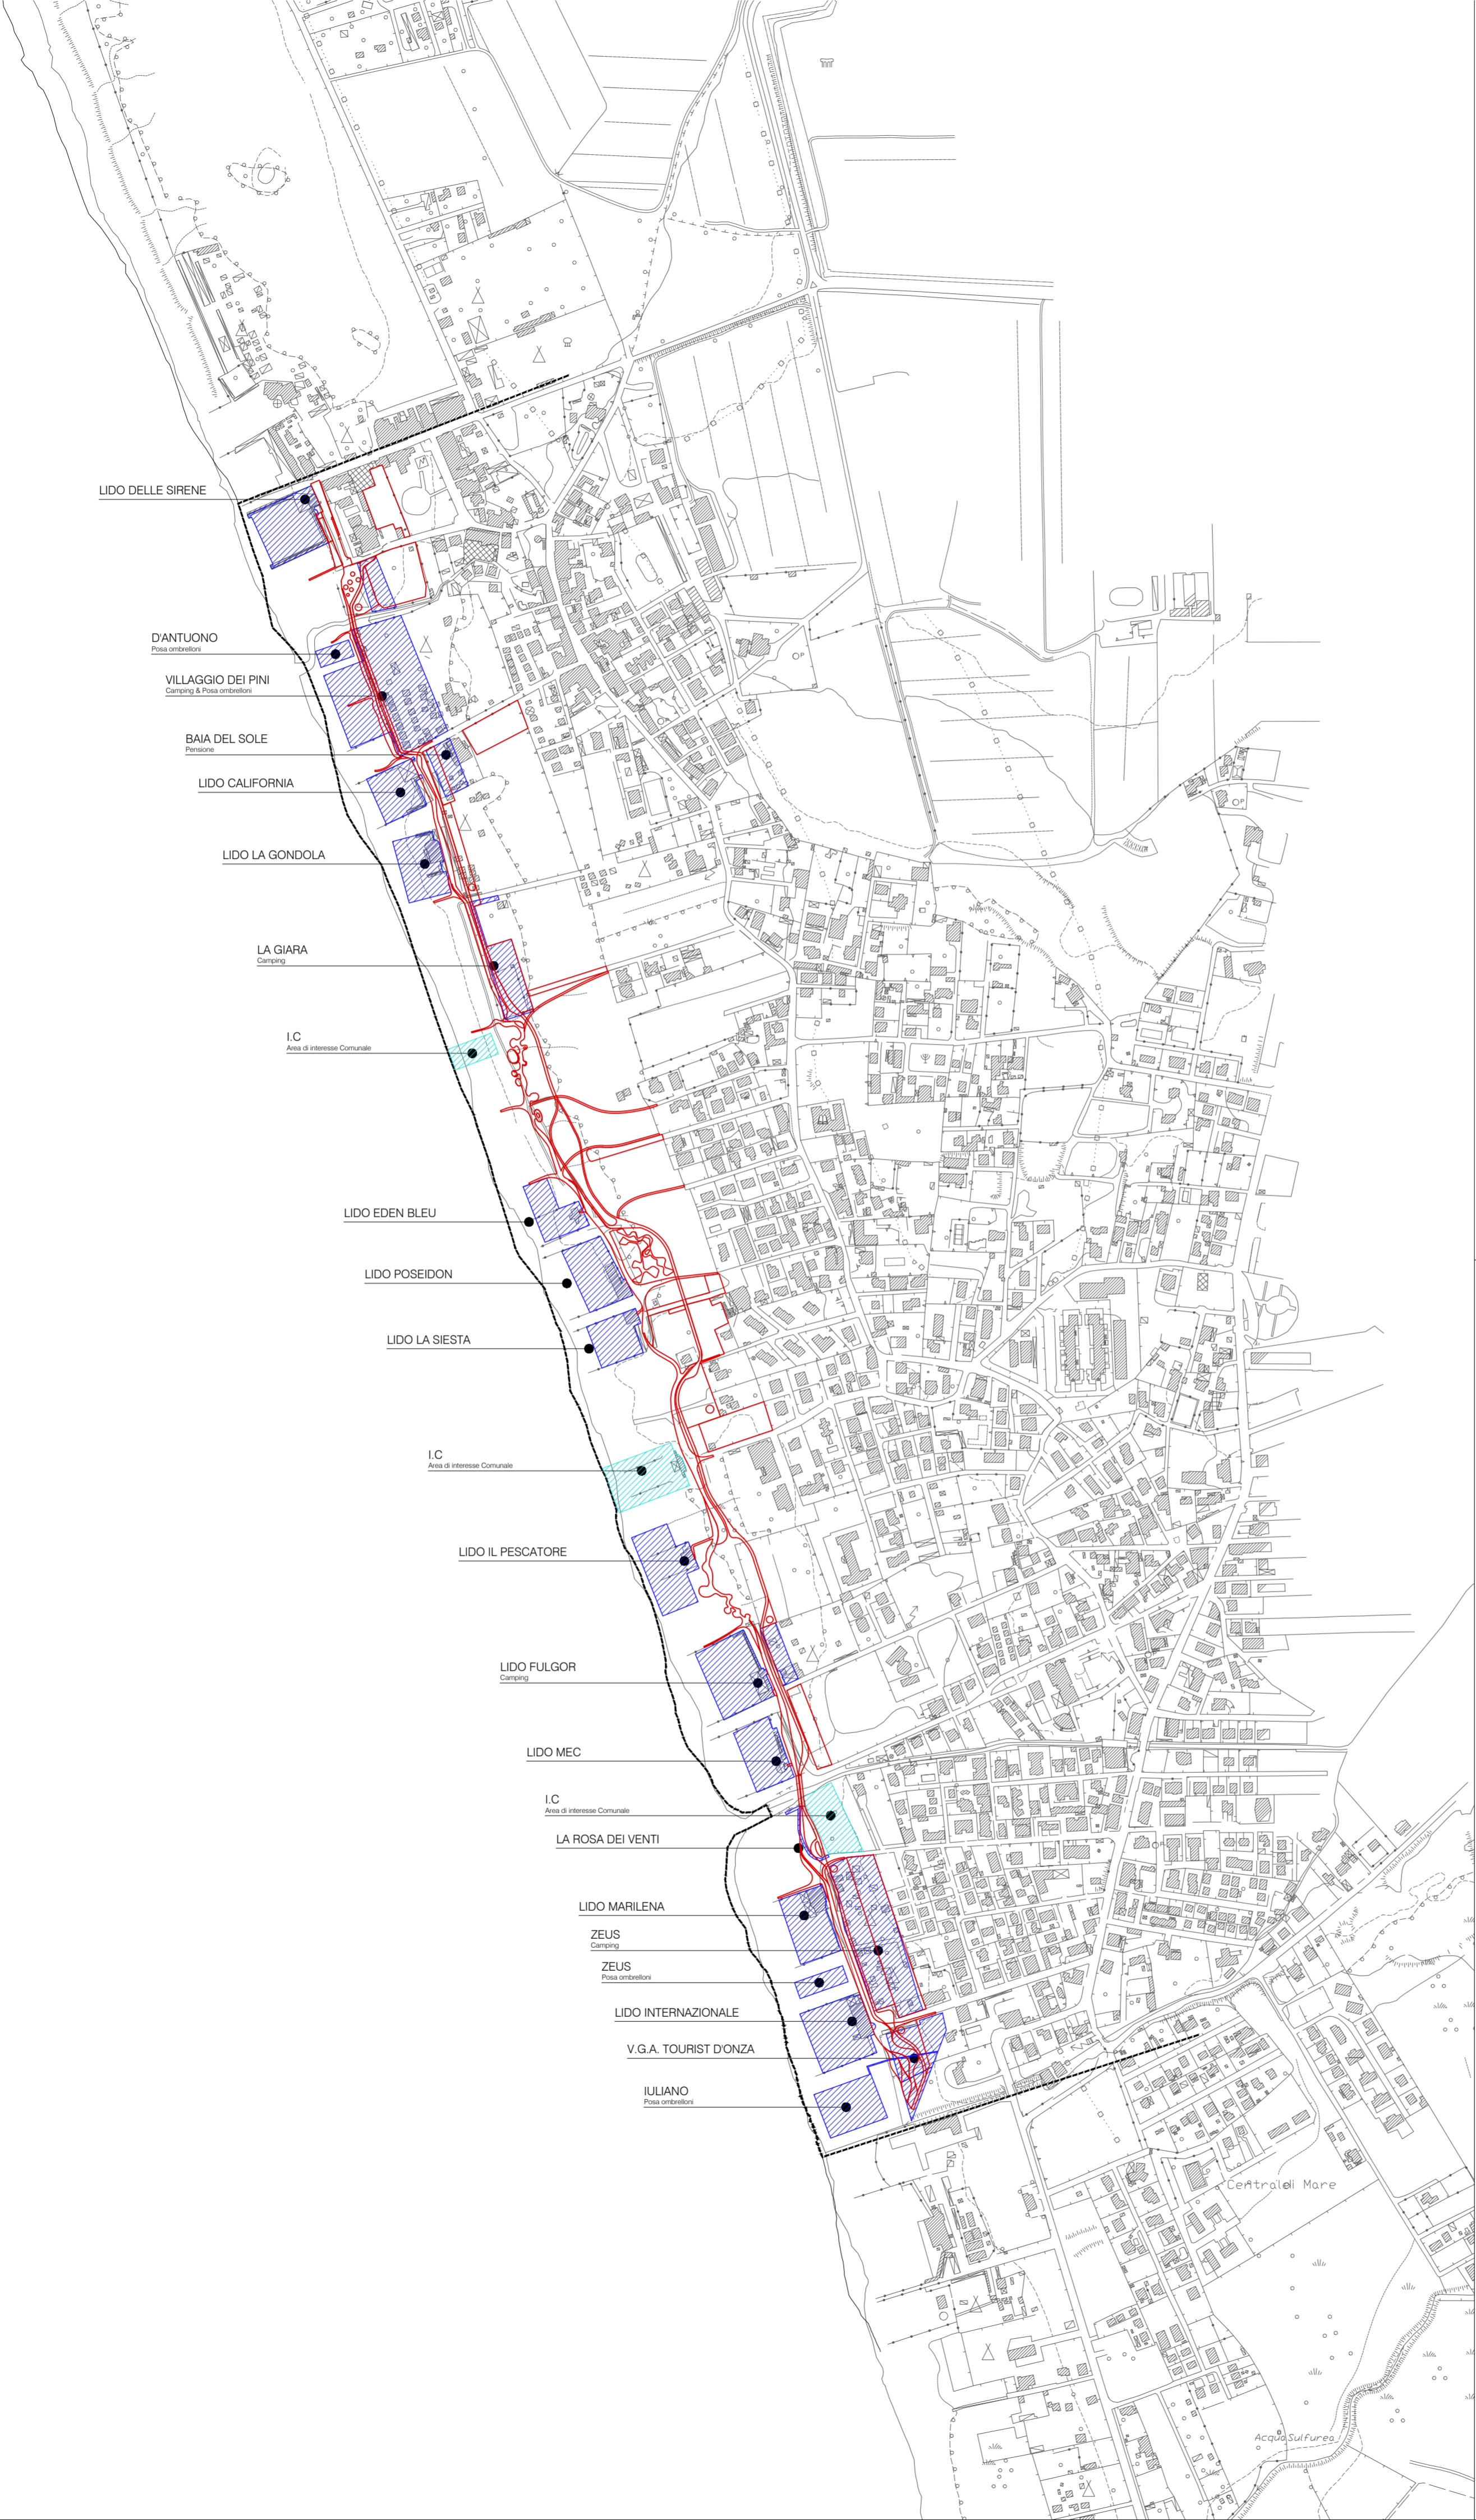 LIDO DELLE SIRENE
D'ANTUONO
Posa ombrelloni
VILLAGGIO DEI PINI
Camping & Posa ombrelloni
BAIA DEL SOLE
Pensione
LIDO CALIFORNIA
LIDO LA GONDOLA
LA GIARA
Camping
I.C
Area di interesse Comunale
LIDO EDEN BLEU
LIDO POSEIDON
LIDO LA SIESTA
I.C
Area di interesse Comunale
LIDO IL PESCATORE
LIDO FULGOR
Camping
LIDO MEC
I.C
Area di interesse Comunale
LA ROSA DEI VENTI
LIDO MARILENA
ZEUS
Camping
ZEUS
Posa ombrelloni
LIDO INTERNAZIONALE
V.G.A. TOURIST D'ONZA
IULIANO
Posa ombrelloni
Centraldi Mare
Acqua Sulfurea